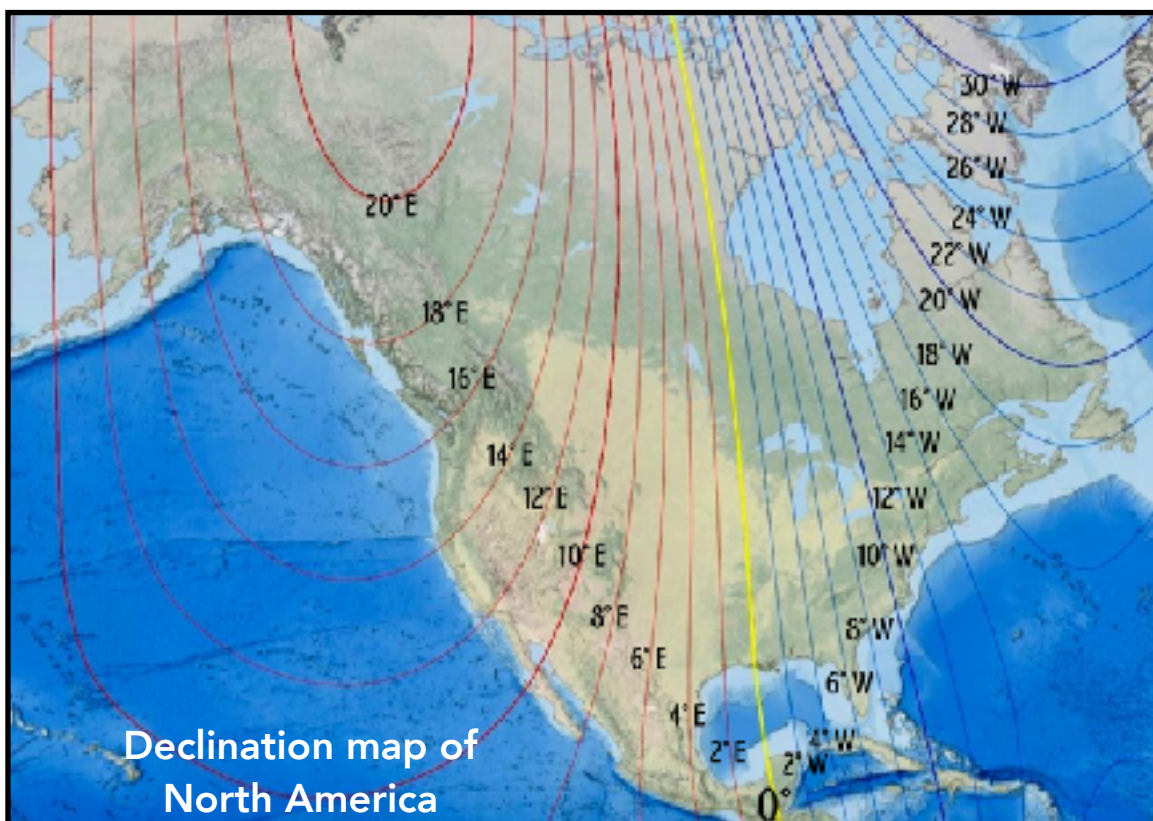 30° W
28° W
26° W
20° E
24° W
22° W
20° W
18° E
18° W
16° E
16° W
14° W
14° E
12° E
12° W
10° E
10° W
8° E
8° W
6° E
6° W
4° E
4° W
2° E
2° W
0°
Declination map of
North America